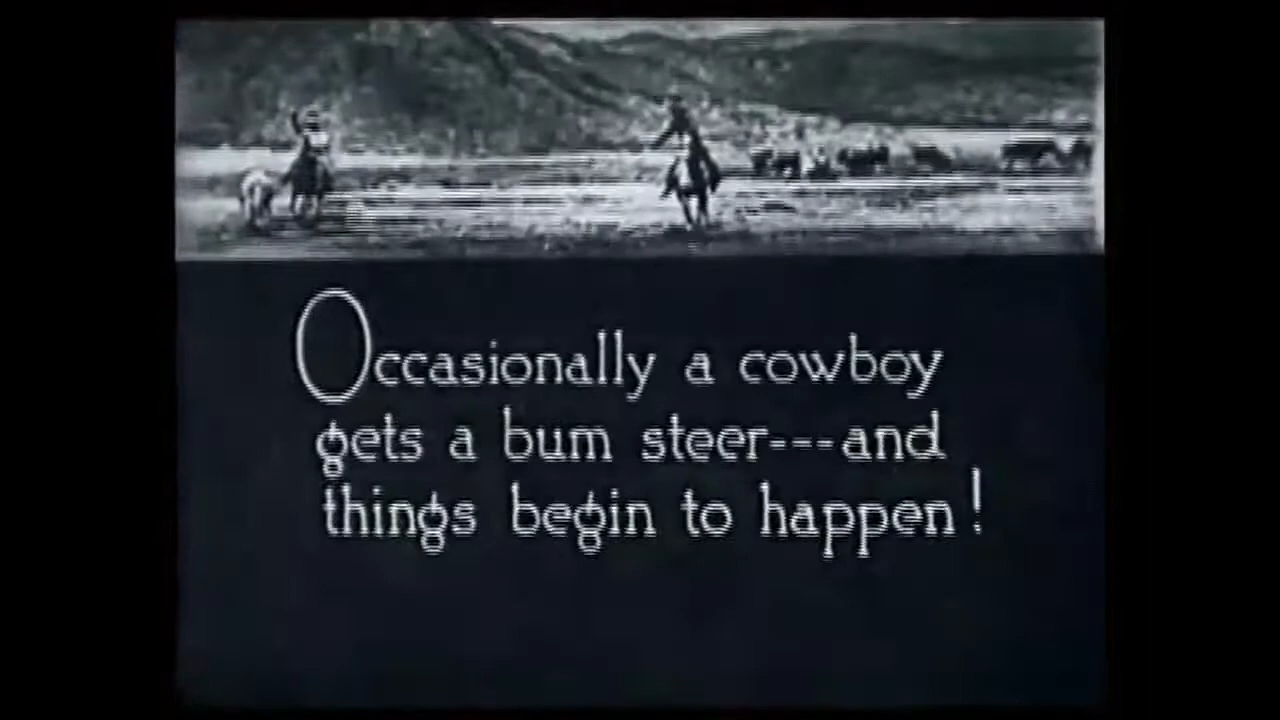 Occasionally a cowboy
gets a bum steer---and
things begin to happen!